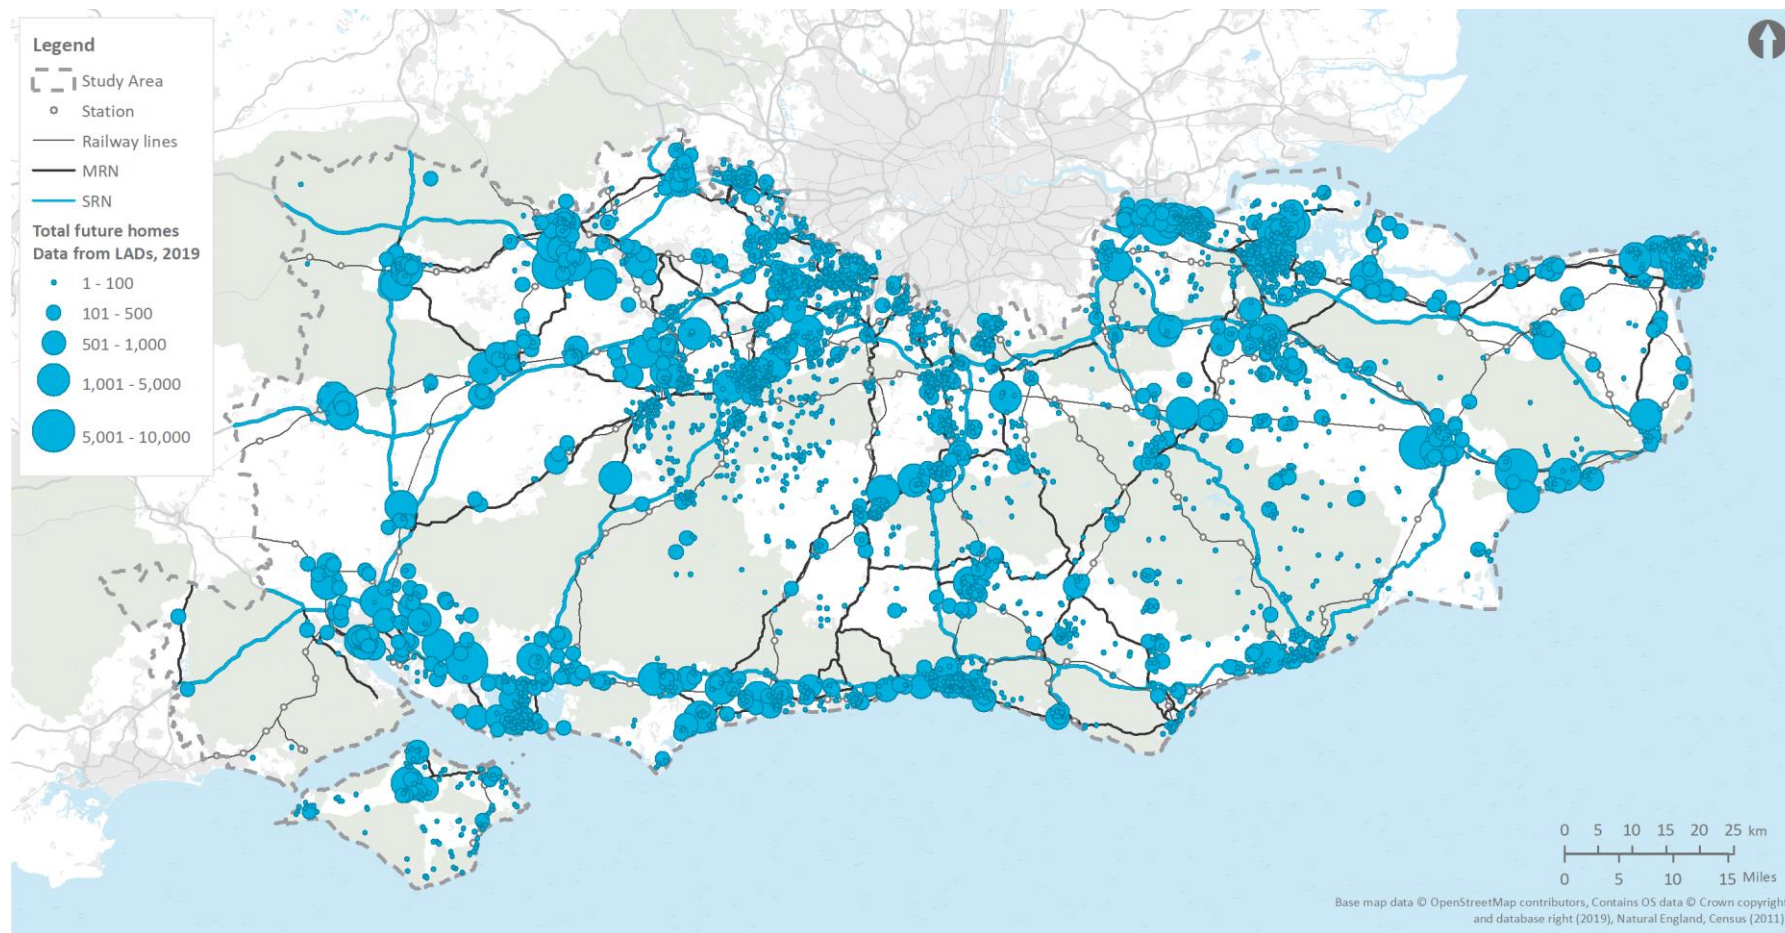 Legend
Study Area
Station
Railway lines
MRN
SRN
Total future homes
Data from LADs, 2019
1 - 100
101 - 500
501 - 1,000
1,001 - 5,000
5,001 - 10,000
0 5 10 15 20 25 km
0 5 10 15 Miles
Base map data © OpenStreetMap contributors, Contains OS data © Crown copyright
and database right (2019), Natural England, Census (2011)